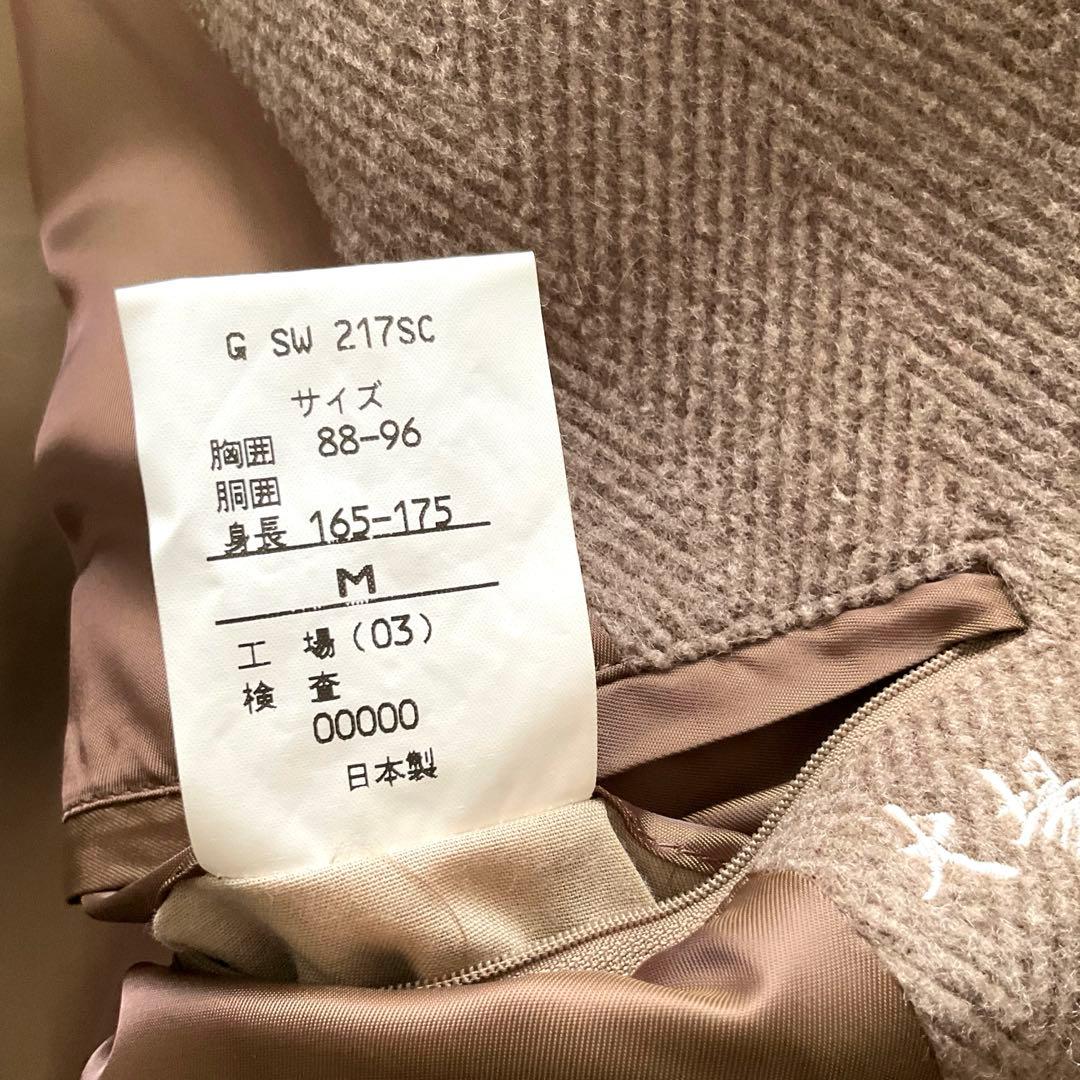 G SW 217SC
サイズ
胸囲 88-96
胴囲
身長 165-175
M
工 場(03)
検 査
00000
日本製